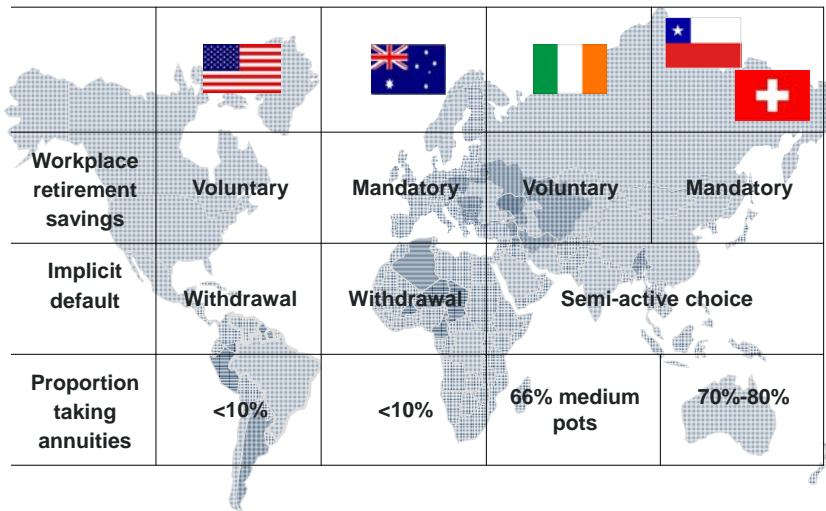 Workplace
retirement
savings
Voluntary
Mandatory
Voluntary
Mandatory
Implicit
default
Withdrawal
Withdrawal
Semi-active choice
Proportion
taking
annuities
<10%
<10%
66% medium
pots
70%-80%